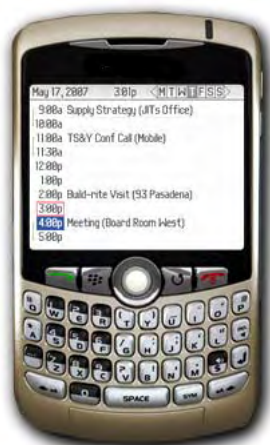 May 17, 2007 3:01p <MTWTFSS>
9:00a Supply Strategy (JITs Office)
10:00a
11:00a TS&Y Conf Call (Mobile)
11:30a
12:00p
1:00p
2:00p Build-rite Visit (93 Pasadena)
3:00p
4:00p Meeting (Board Room West)
5:00p
Q W E R T Y U I O P
A S D F G H J K L
Z X C V B N M $
SPACE SYM